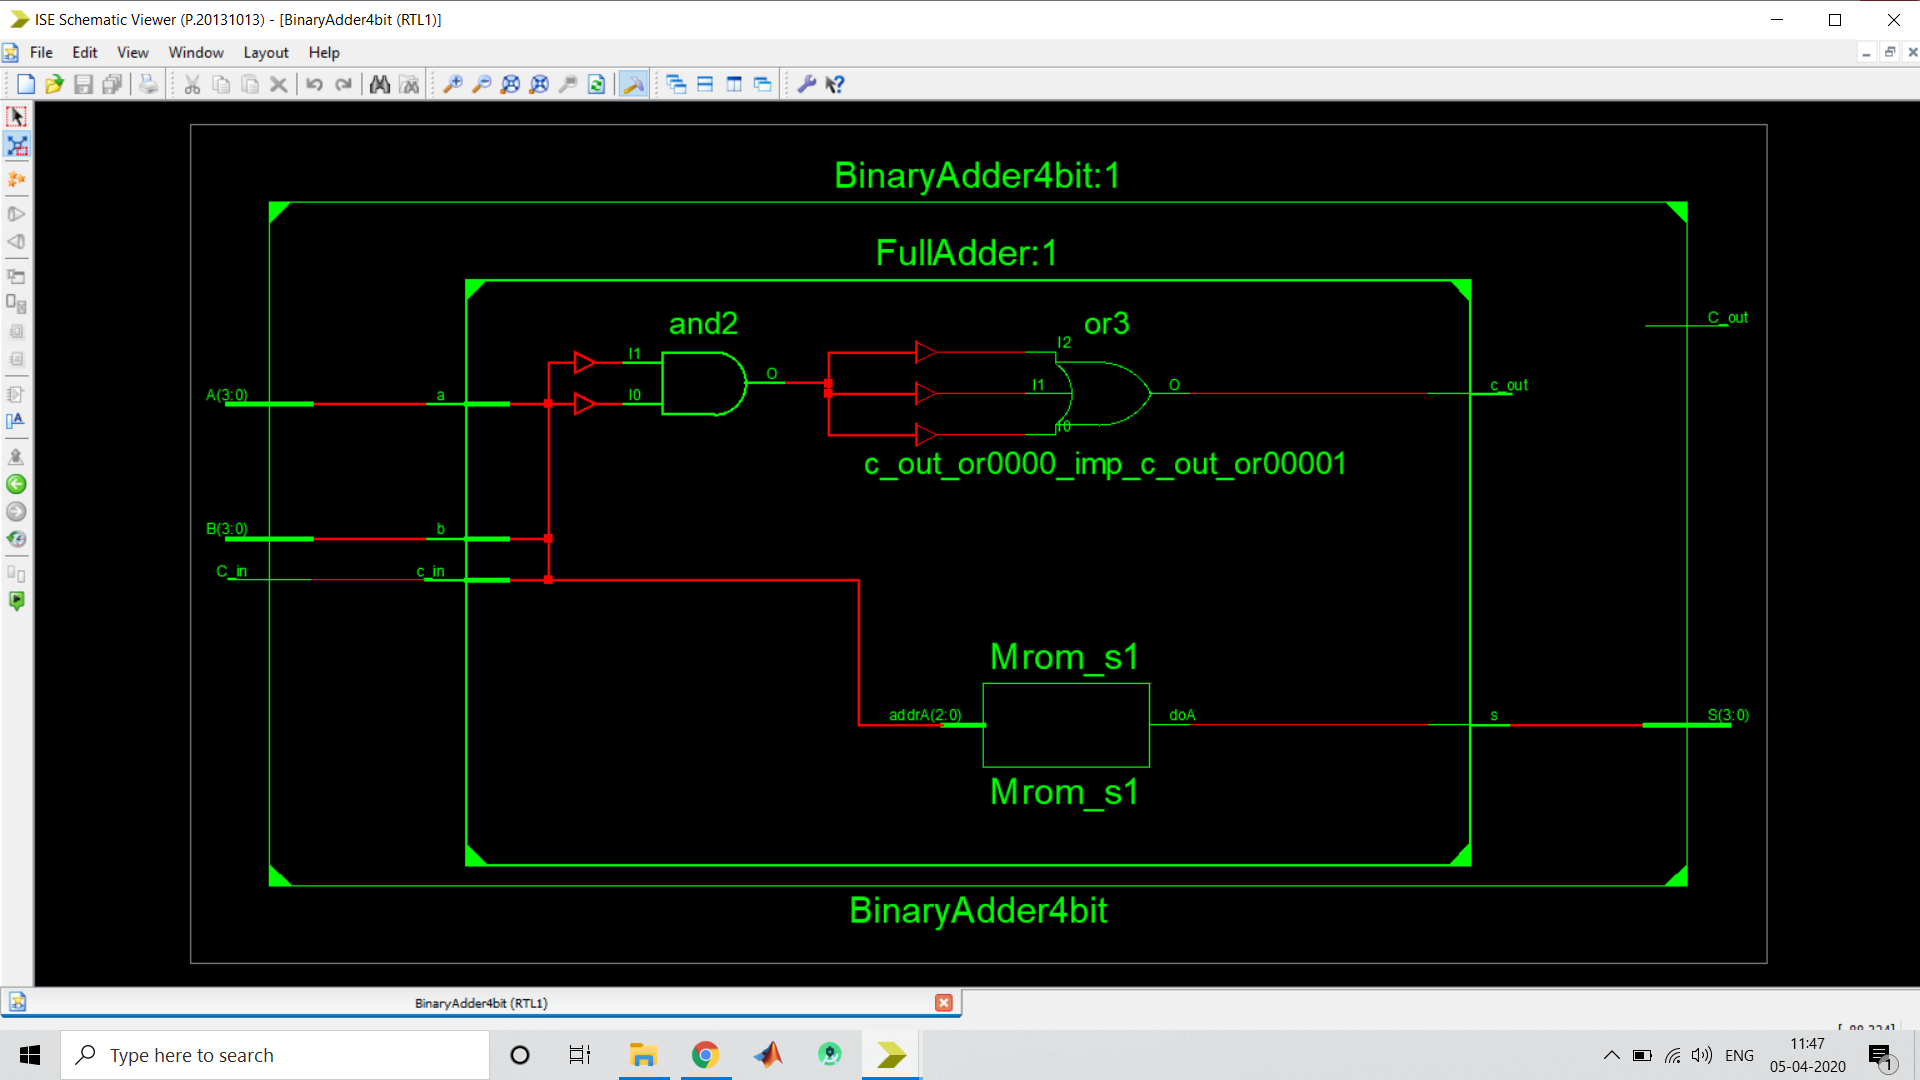 ISE Schematic Viewer (P.20131013) - [BinaryAdder4bit (RTL1)]
File Edit View Window Layout Help
BinaryAdder4bit:1
FullAdder:1
and2
or3
I1
I0
O
I2
I1
I0
O
A(3:0)
a
c_out
C_out
c_out_or0000_imp_c_out_or00001
B(3:0)
b
C_in
c_in
Mrom_s1
addrA(2:0)
doA
s
S(3:0)
Mrom_s1
BinaryAdder4bit
BinaryAdder4bit (RTL1)
Type here to search
ENG
11:47
05-04-2020
1